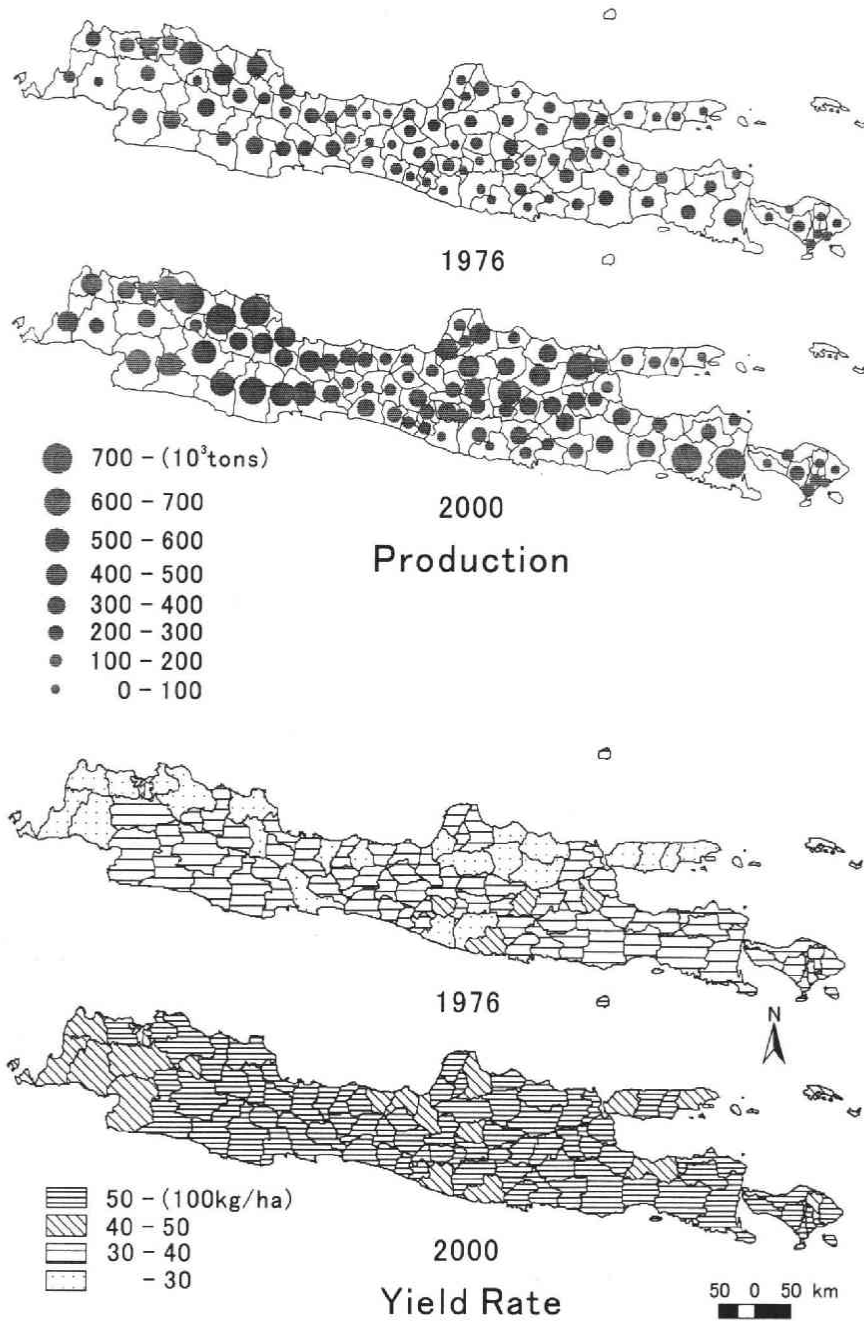 1976
2000
Production
700 - (10³tons)
600 - 700
500 - 600
400 - 500
300 - 400
200 - 300
100 - 200
0 - 100
1976
N
2000
Yield Rate
50 - (100kg/ha)
40 - 50
30 - 40
- 30
50 0 50 km